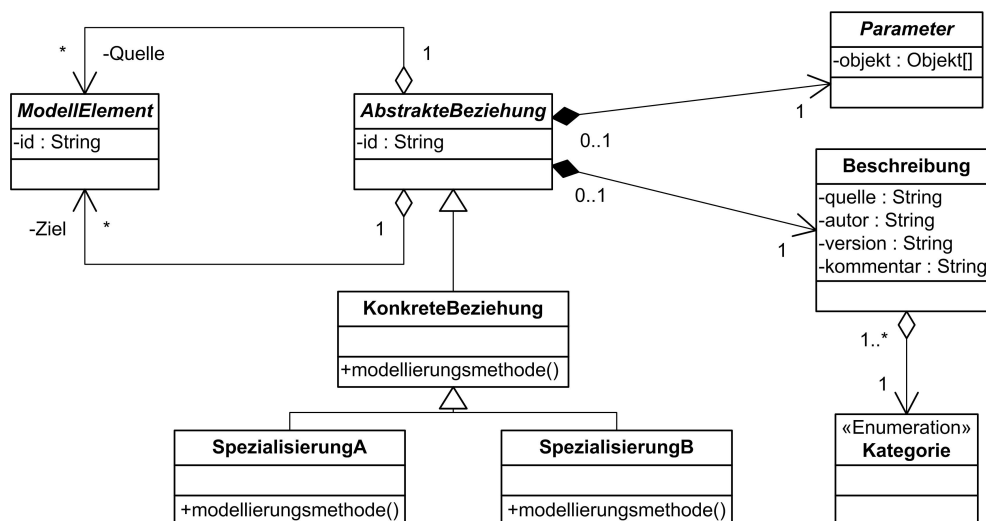 * -Quelle 1
ModellElement
-id : String
AbstrakteBeziehung
-id : String
-Ziel * 1
0..1 1
0..1 1
Parameter
-objekt : Objekt[]
Beschreibung
-quelle : String
-autor : String
-version : String
-kommentar : String
1..*
1
«Enumeration»
Kategorie
KonkreteBeziehung
+modellierungsmethode()
SpezialisierungA
+modellierungsmethode()
SpezialisierungB
+modellierungsmethode()